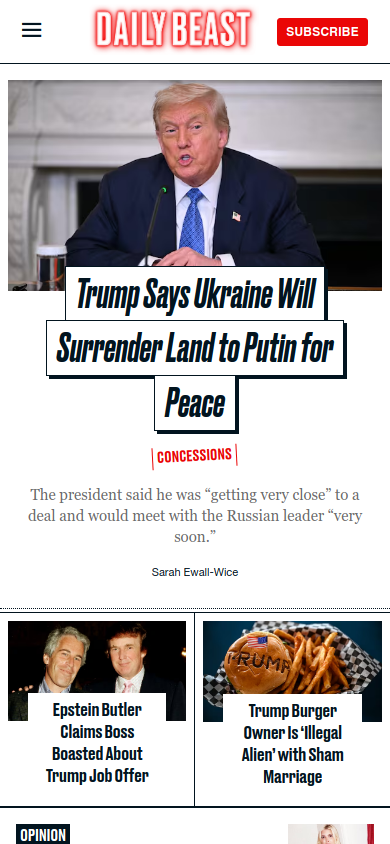 DAILY BEAST
SUBSCRIBE
Trump Says Ukraine Will
Surrender Land to Putin for
Peace
CONCESSIONS
The president said he was “getting very close” to a
deal and would meet with the Russian leader “very
soon.”
Sarah Ewall-Wice
Epstein Butler
Claims Boss
Boasted About
Trump Job Offer
TRUMP
Trump Burger
Owner Is ‘Illegal
Alien’ with Sham
Marriage
OPINION